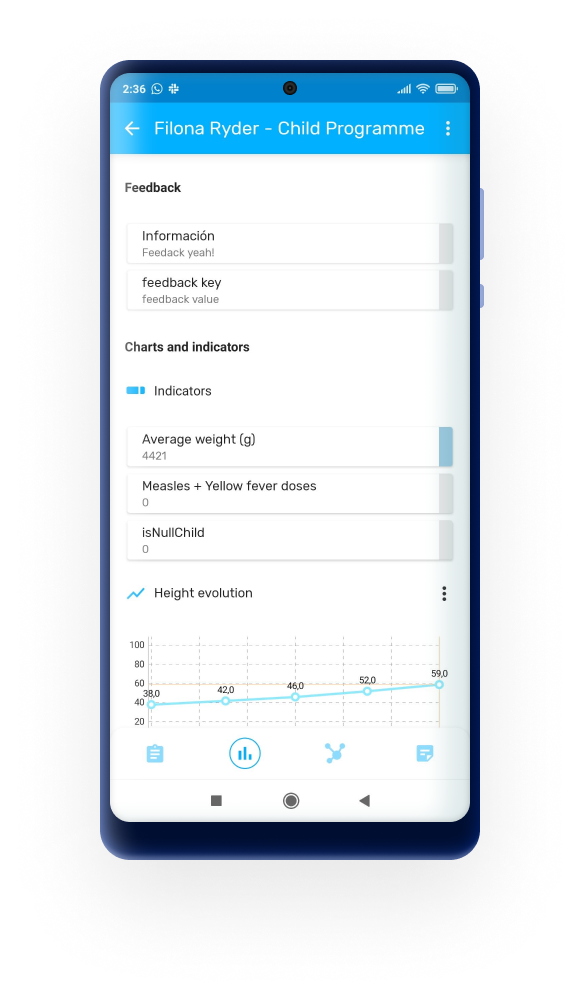 2:36
Filona Ryder - Child Programme
Feedback
Información
Feedack yeah!
feedback key
feedback value
Charts and indicators
Indicators
Average weight (g)
4421
Measles + Yellow fever doses
0
isNullChild
0
Height evolution
100
80
60
40
20
38,0
42,0
46,0
52,0
59,0